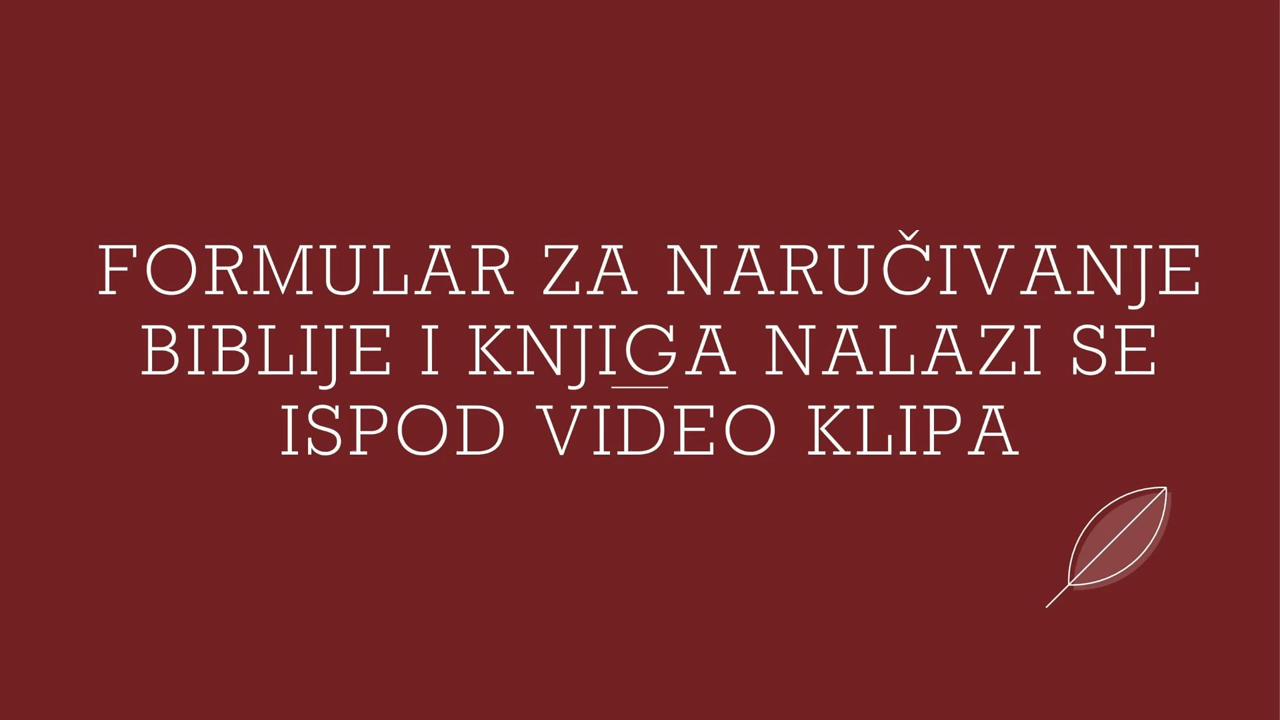 FORMULAR ZA NARUČIVANJE
BIBLIJE I KNJIGA NALAZI SE
ISPOD VIDEO KLIPA